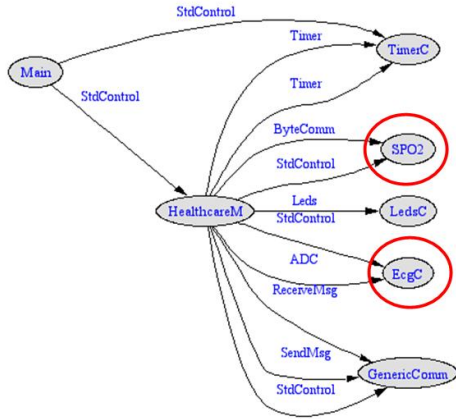 StdControl
Timer
TimerC
Main
Timer
StdControl
ByteComm
SPO2
StdControl
Leds
HealthcareM
LedsC
StdControl
ADC
EcgC
ReceiveMsg
SendMsg
GenericComm
StdControl